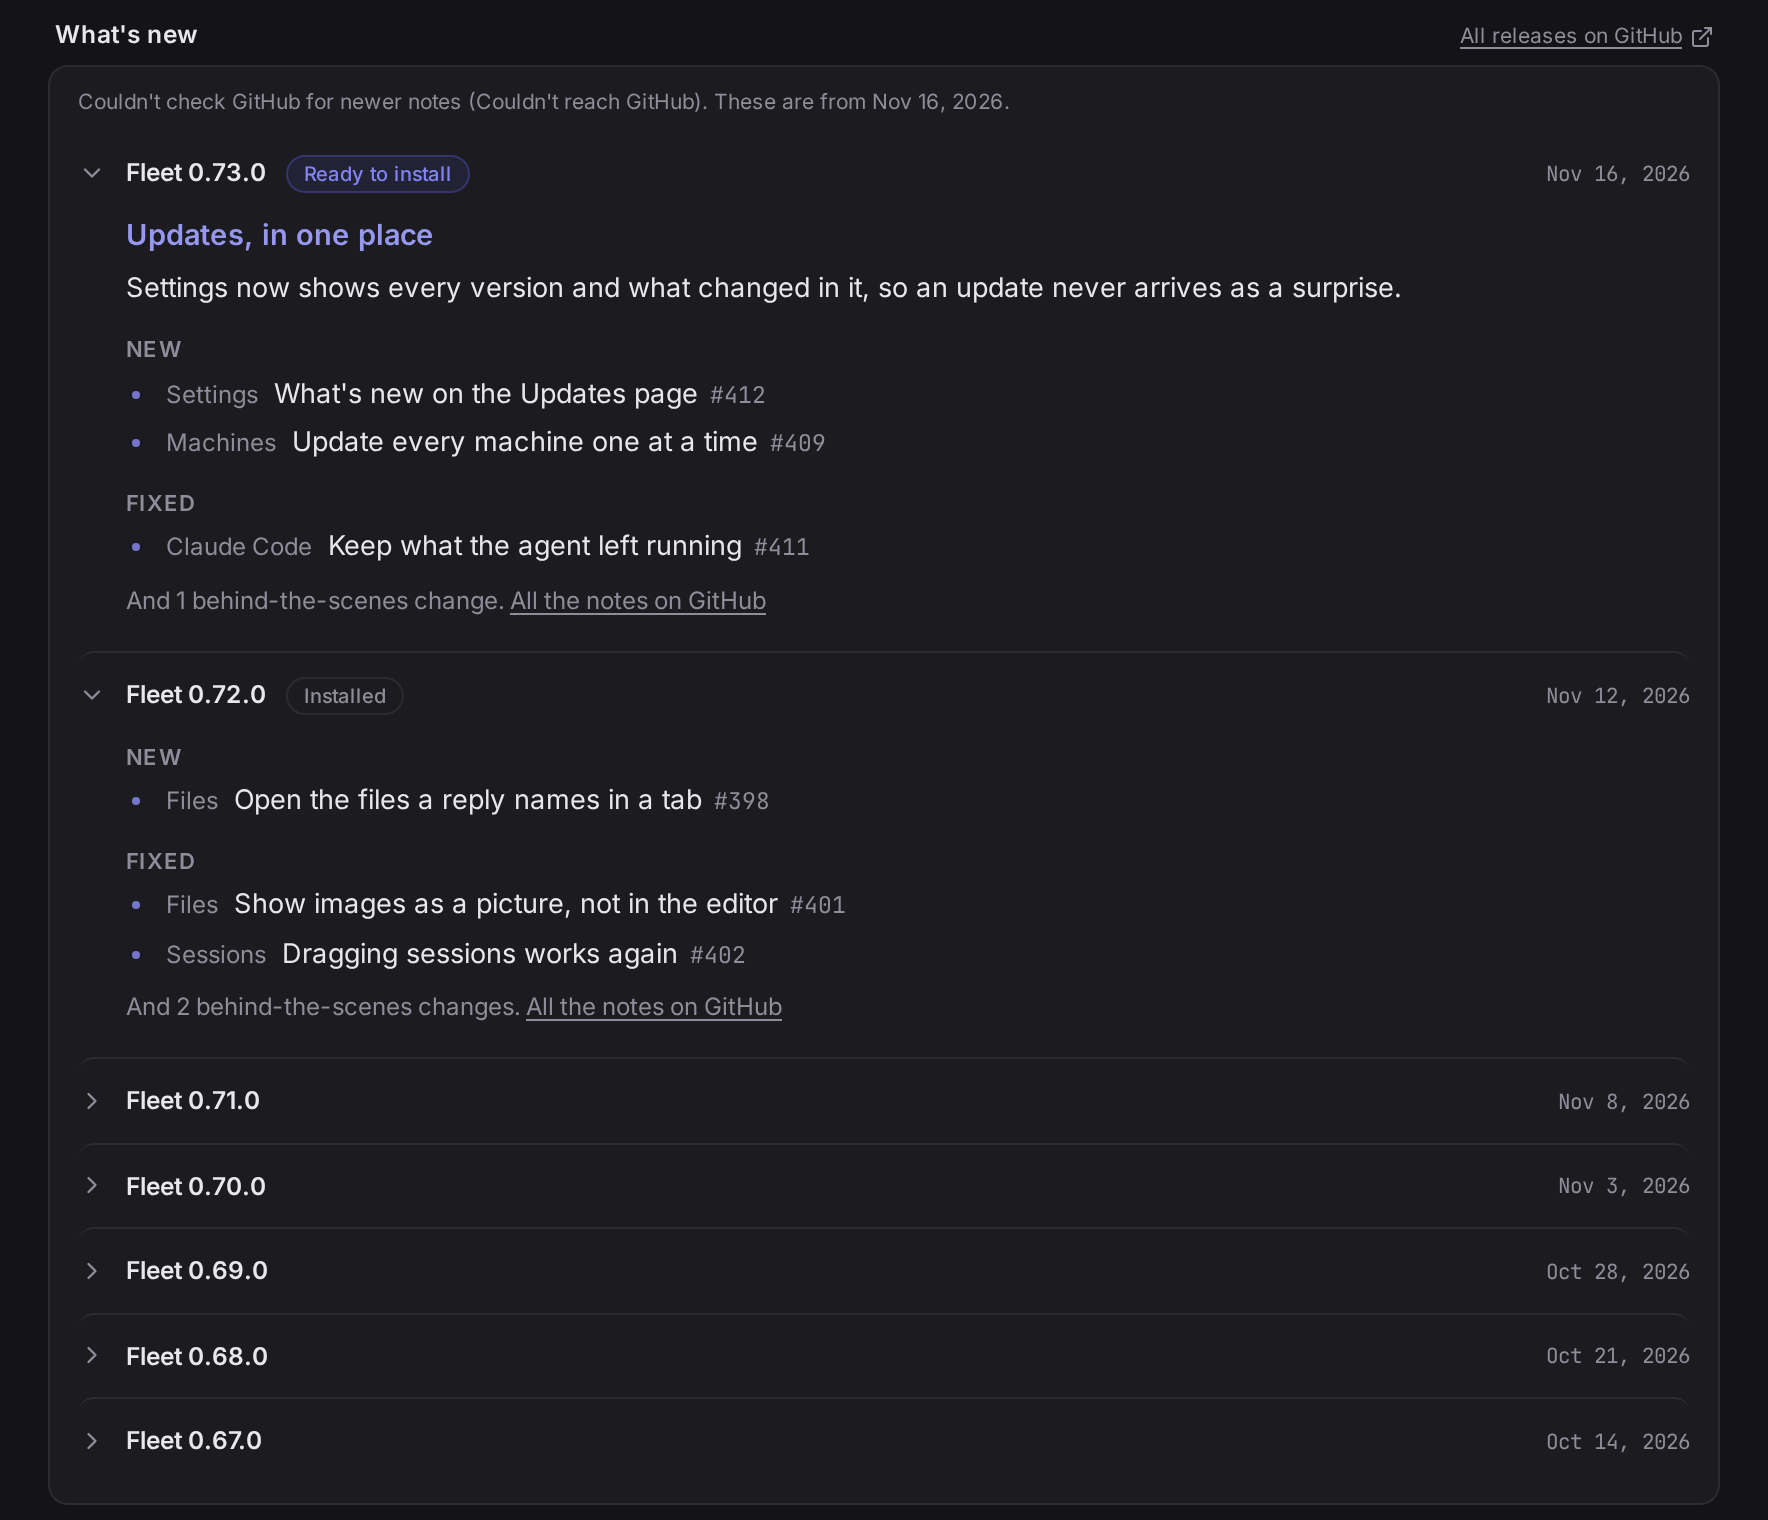 What's new
All releases on GitHub
Couldn't check GitHub for newer notes (Couldn't reach GitHub). These are from Nov 16, 2026.
Fleet 0.73.0 Ready to install Nov 16, 2026
Updates, in one place
Settings now shows every version and what changed in it, so an update never arrives as a surprise.
NEW
Settings What's new on the Updates page #412
Machines Update every machine one at a time #409
FIXED
Claude Code Keep what the agent left running #411
And 1 behind-the-scenes change. All the notes on GitHub
Fleet 0.72.0 Installed Nov 12, 2026
NEW
Files Open the files a reply names in a tab #398
FIXED
Files Show images as a picture, not in the editor #401
Sessions Dragging sessions works again #402
And 2 behind-the-scenes changes. All the notes on GitHub
Fleet 0.71.0 Nov 8, 2026
Fleet 0.70.0 Nov 3, 2026
Fleet 0.69.0 Oct 28, 2026
Fleet 0.68.0 Oct 21, 2026
Fleet 0.67.0 Oct 14, 2026